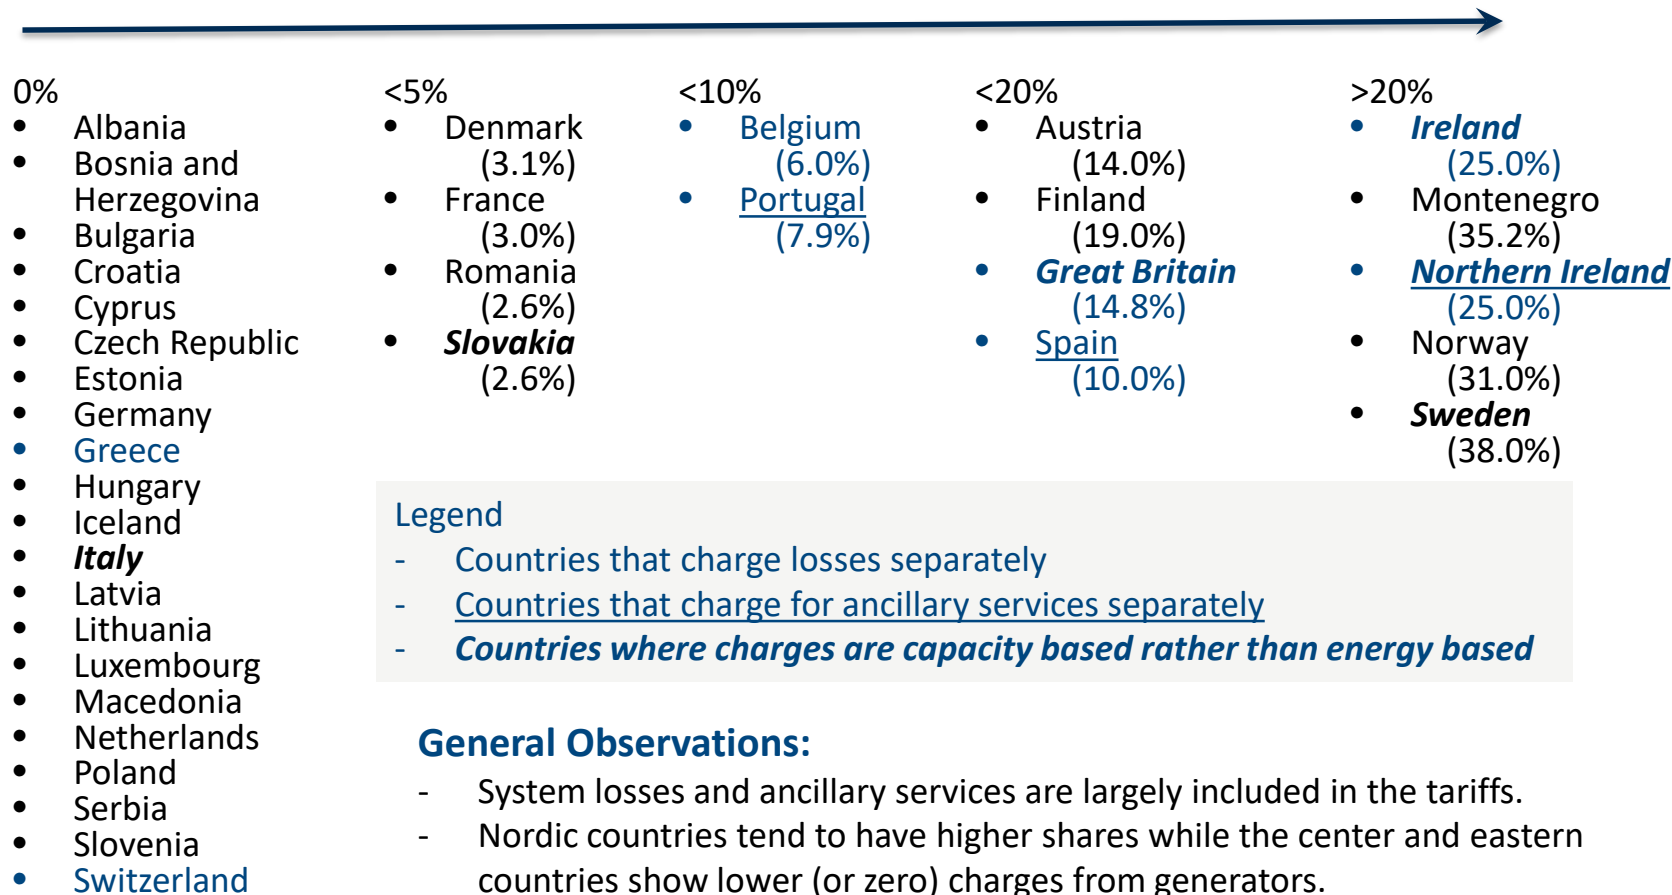 0%
• Albania
• Bosnia and
Herzegovina
• Bulgaria
• Croatia
• Cyprus
• Czech Republic
• Estonia
• Germany
• Greece
• Hungary
• Iceland
• Italy
• Latvia
• Lithuania
• Luxembourg
• Macedonia
• Netherlands
• Poland
• Serbia
• Slovenia
• Switzerland
<5%
• Denmark
(3.1%)
• France
(3.0%)
• Romania
(2.6%)
• Slovakia
(2.6%)
<10%
• Belgium
(6.0%)
• Portugal
(7.9%)
<20%
• Austria
(14.0%)
• Finland
(19.0%)
• Great Britain
(14.8%)
• Spain
(10.0%)
>20%
• Ireland
(25.0%)
• Montenegro
(35.2%)
• Northern Ireland
(25.0%)
• Norway
(31.0%)
• Sweden
(38.0%)
Legend
- Countries that charge losses separately
- Countries that charge for ancillary services separately
- Countries where charges are capacity based rather than energy based
General Observations:
- System losses and ancillary services are largely included in the tariffs.
- Nordic countries tend to have higher shares while the center and eastern
countries show lower (or zero) charges from generators.